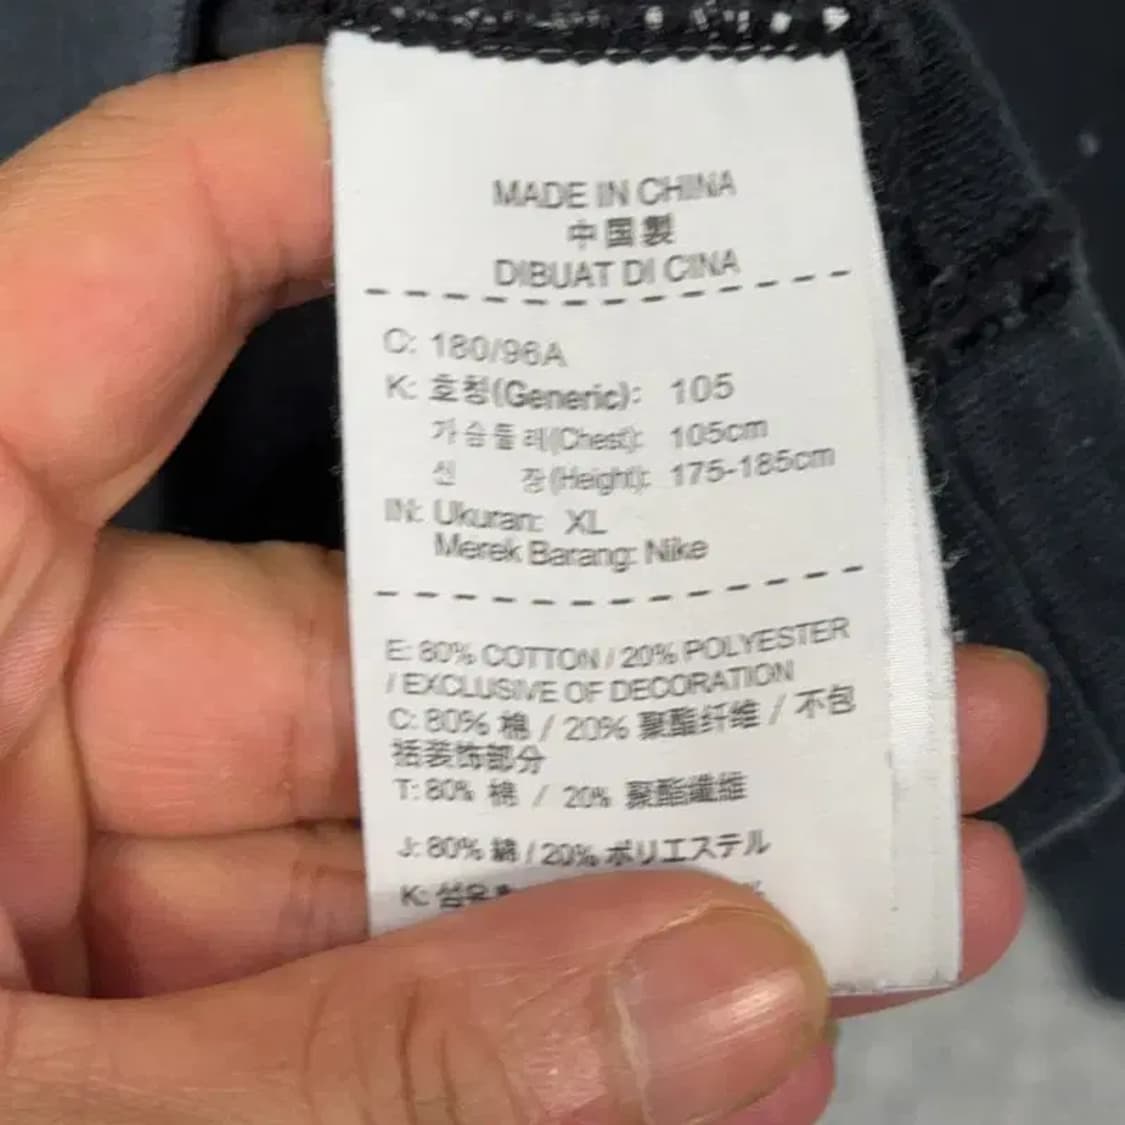 MADE IN CHINA
中国製
DIBUAT DI CINA
C: 180/96A
K: 호칭(Generic): 105
가슴둘레(Chest): 105cm
신 장(Height): 175-185cm
IN: Ukuran: XL
Merek Barang: Nike
E: 80% COTTON / 20% POLYESTER
/ EXCLUSIVE OF DECORATION
C: 80% 棉 / 20% 聚酯纤维 / 不包
括装饰部分
T: 80% 棉 / 20% 聚酯纖維
J: 80% 綿 / 20% ポリエステル
K: 섬유